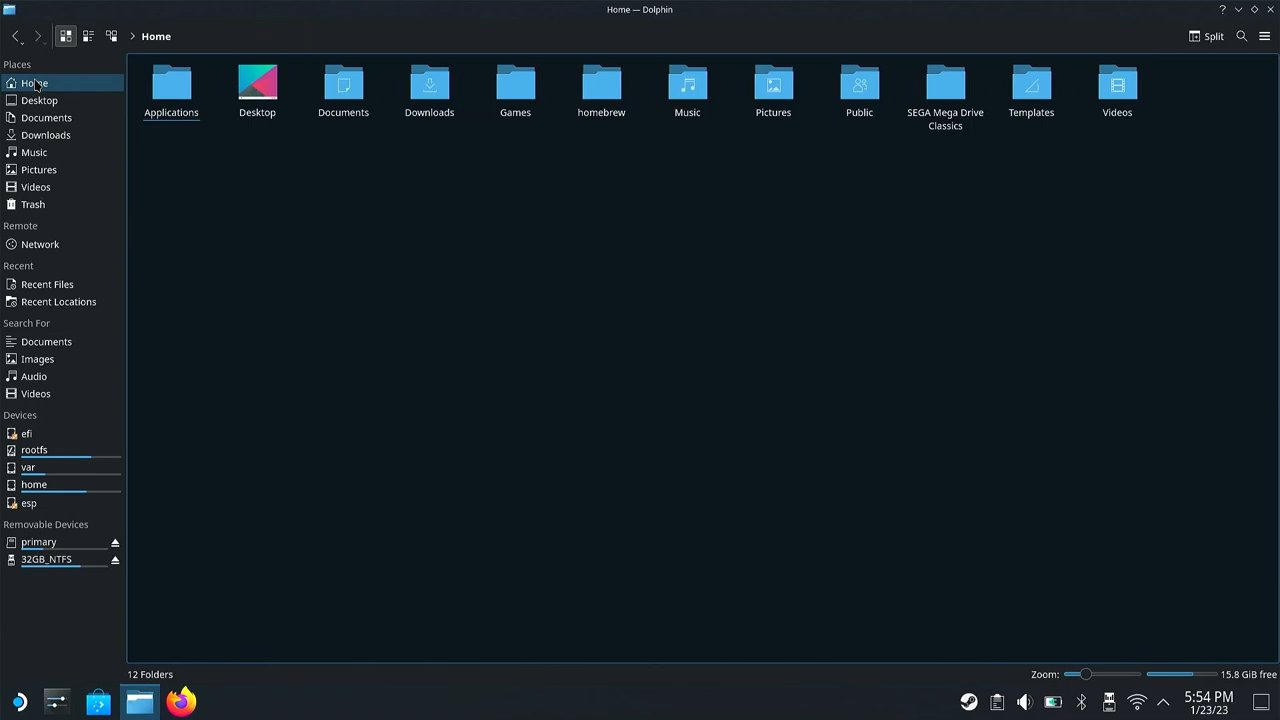 Home — Dolphin
Home
Split
Places
Home
Desktop
Documents
Downloads
Music
Pictures
Videos
Trash
Remote
Network
Recent
Recent Files
Recent Locations
Search For
Documents
Images
Audio
Videos
Devices
efi
rootfs
var
home
esp
Removable Devices
primary
32GB_NTFS
Applications
Desktop
Documents
Downloads
Games
homebrew
Music
Pictures
Public
SEGA Mega Drive
Classics
Templates
Videos
12 Folders
Zoom:
15.8 GiB free
5:54 PM
1/23/23